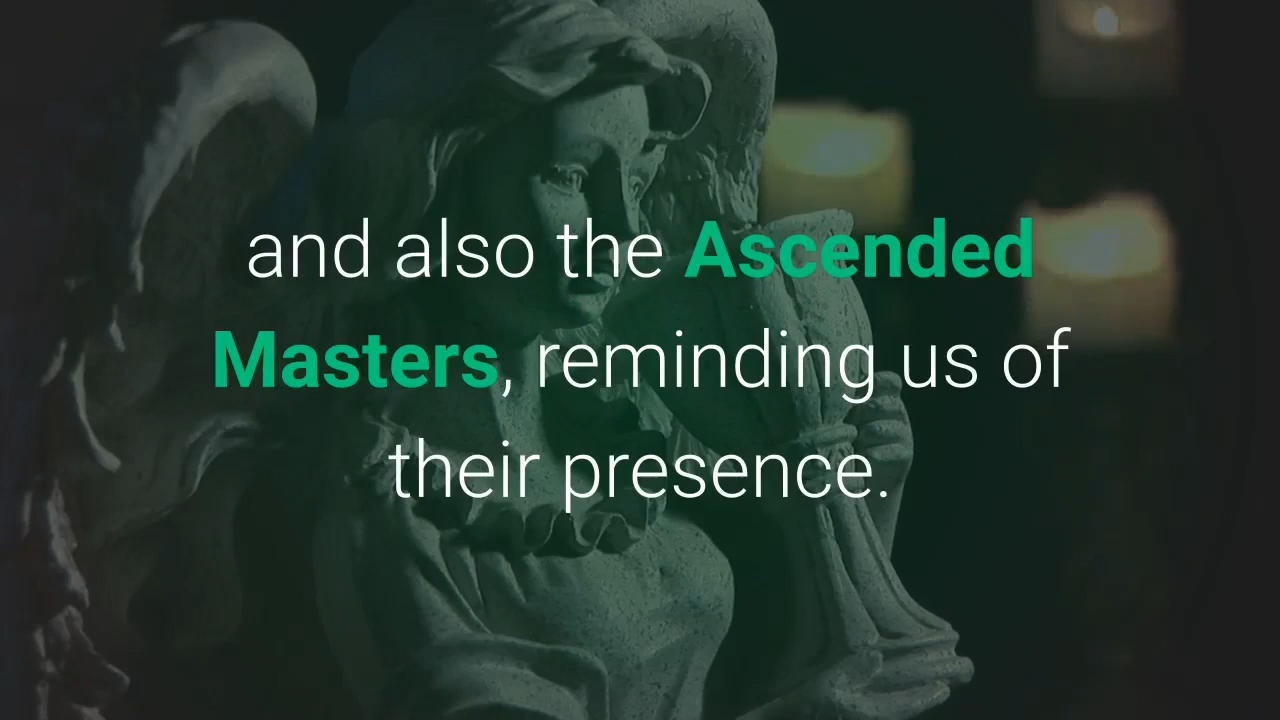 and also the Ascended
Masters, reminding us of
their presence.